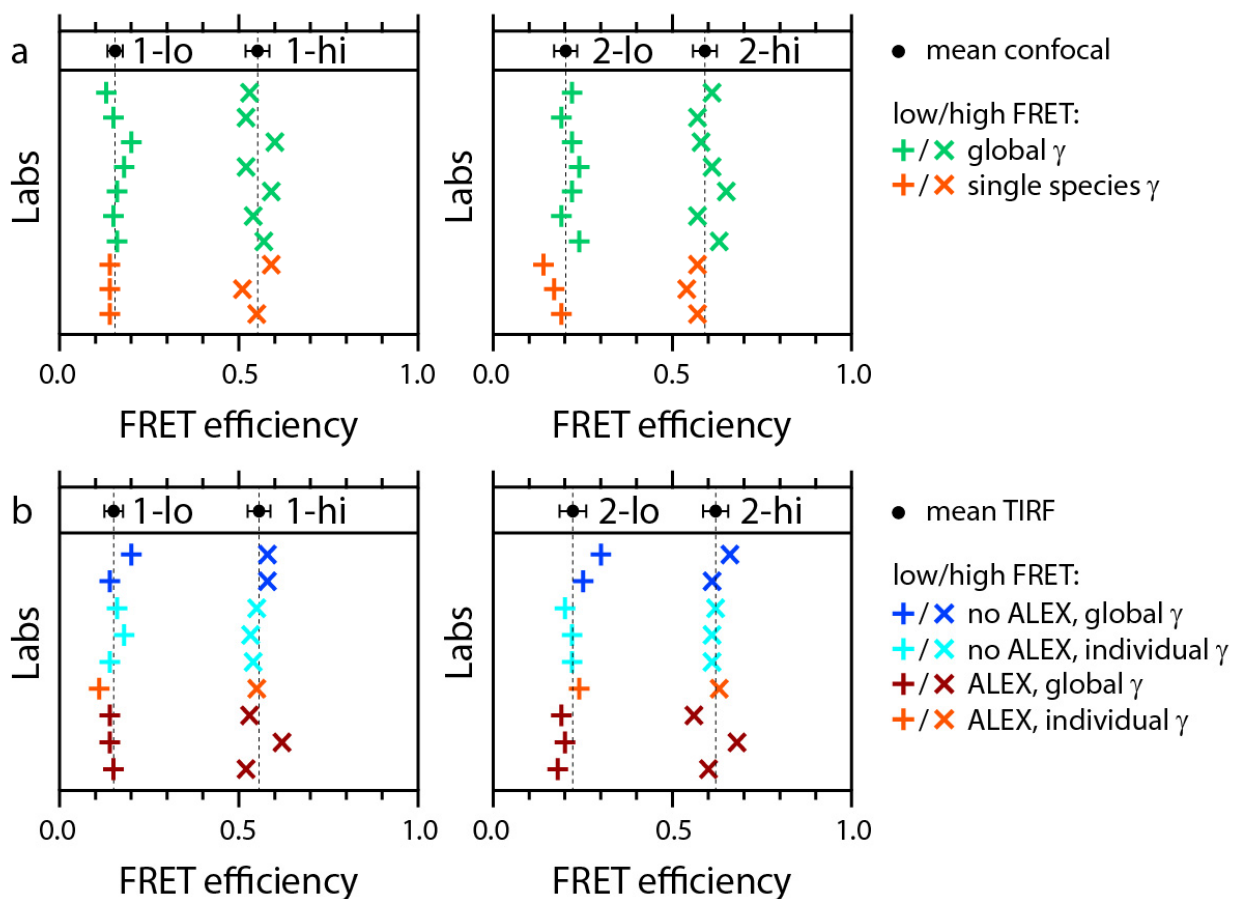 a
1-lo 1-hi
2-lo 2-hi
mean confocal
low/high FRET:
+/× global γ
+/× single species γ
Labs
Labs
0.0 0.5 1.0
0.0 0.5 1.0
FRET efficiency
FRET efficiency
b
1-lo 1-hi
2-lo 2-hi
mean TIRF
low/high FRET:
+/× no ALEX, global γ
+/× no ALEX, individual γ
+/× ALEX, global γ
+/× ALEX, individual γ
Labs
Labs
0.0 0.5 1.0
0.0 0.5 1.0
FRET efficiency
FRET efficiency